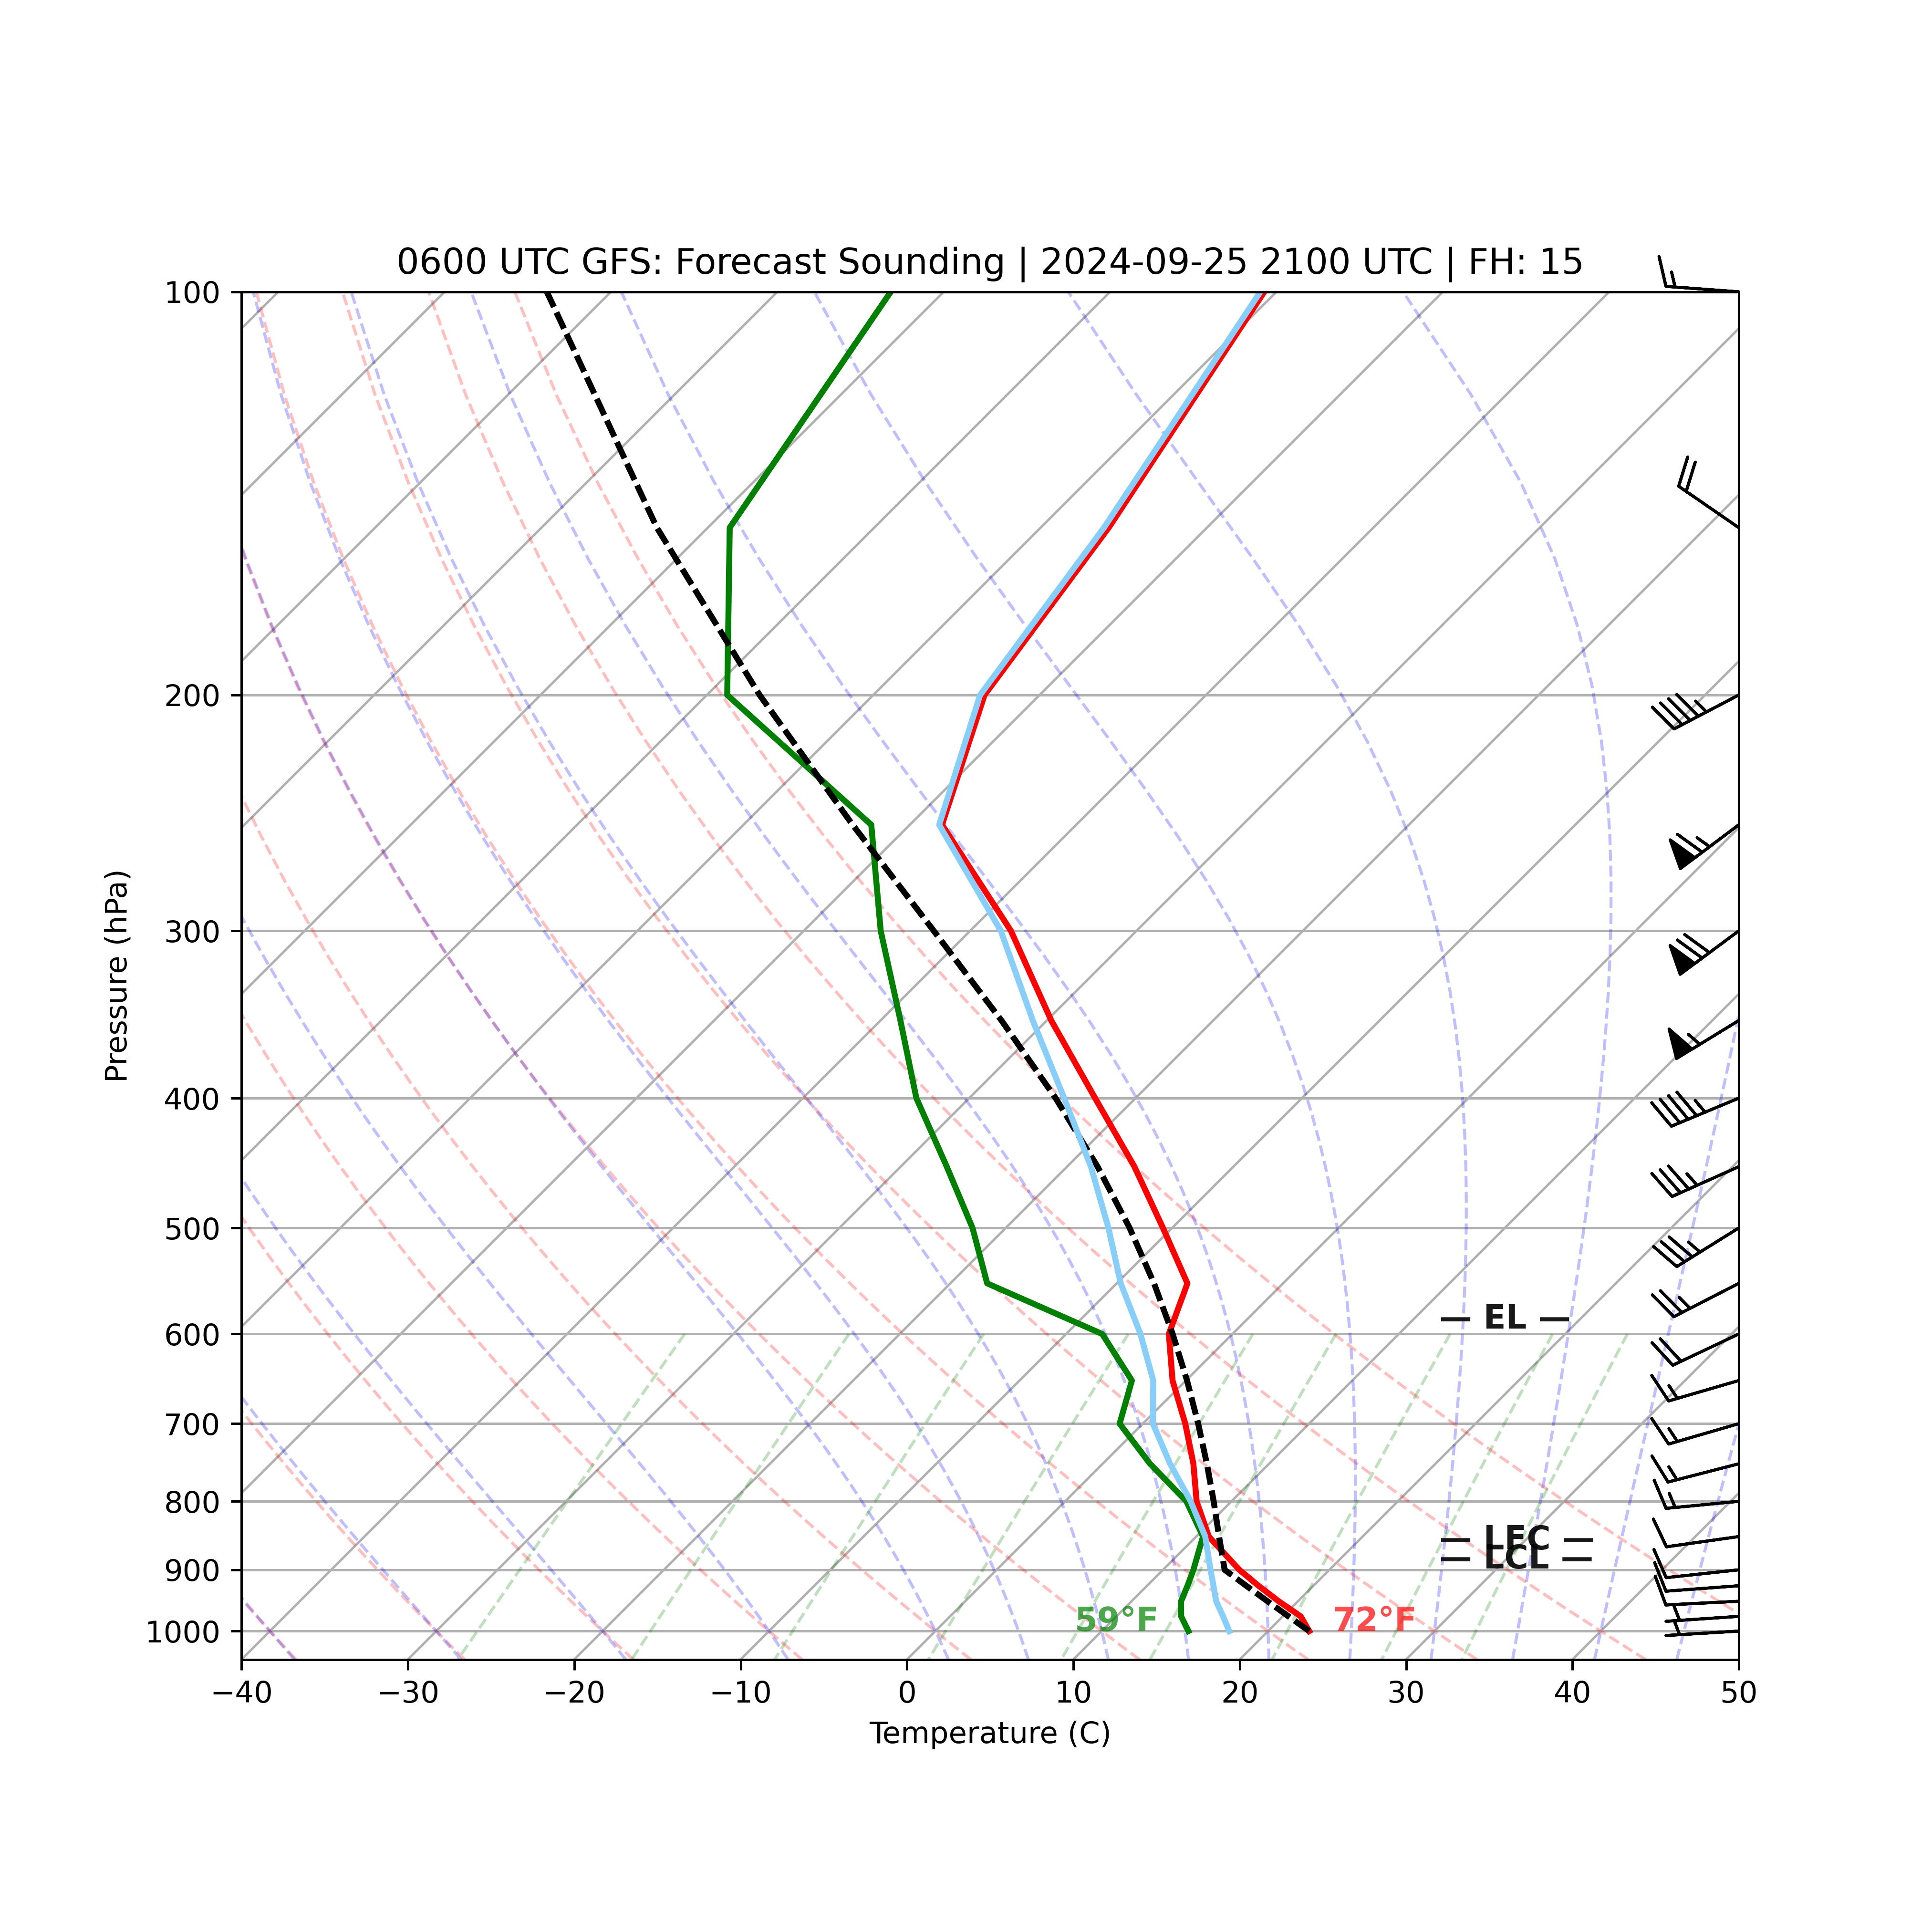 0600 UTC GFS: Forecast Sounding | 2024-09-25 2100 UTC | FH: 15
100
200
300
400
500
600
700
800
900
1000
Pressure (hPa)
— EL —
— LFC —
— LCL —
59°F
72°F
−40
−30
−20
−10
0
10
20
30
40
50
Temperature (C)